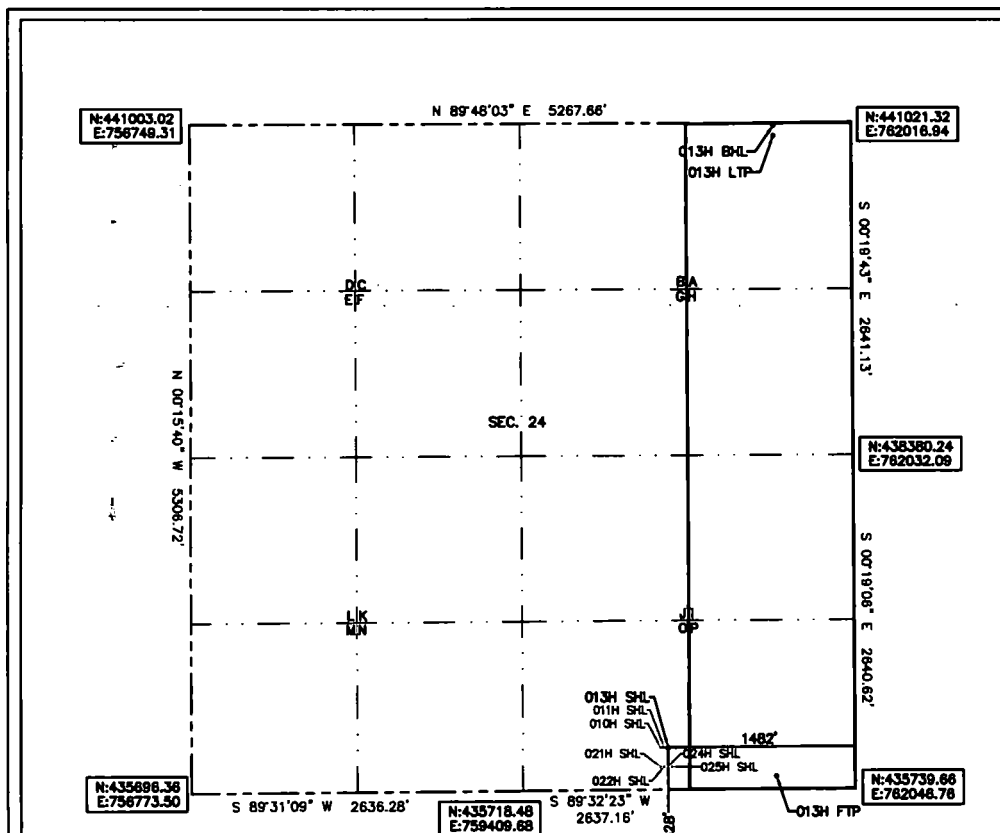 N 89°48'03" E 5267.66'
N:441003.02
E:756749.31
N:441021.32
E:762016.94
013H BHL
013H LTP
S 00°19'43" E 2641.13'
D C
E F
B A
G H
N 00°15'40" W 5306.72'
SEC. 24
N:438380.24
E:762032.09
S 00°19'06" E 2640.62'
L K
M N
J I
O P
013H SHL
011H SHL
010H SHL
1482'
021H SHL
024H SHL
025H SHL
022H SHL
N:435696.36
E:756773.50
S 89°31'09" W 2636.28'
N:435718.48
E:759409.68
S 89°32'23" W
2637.16'
N:435739.66
E:762046.76
013H FTP